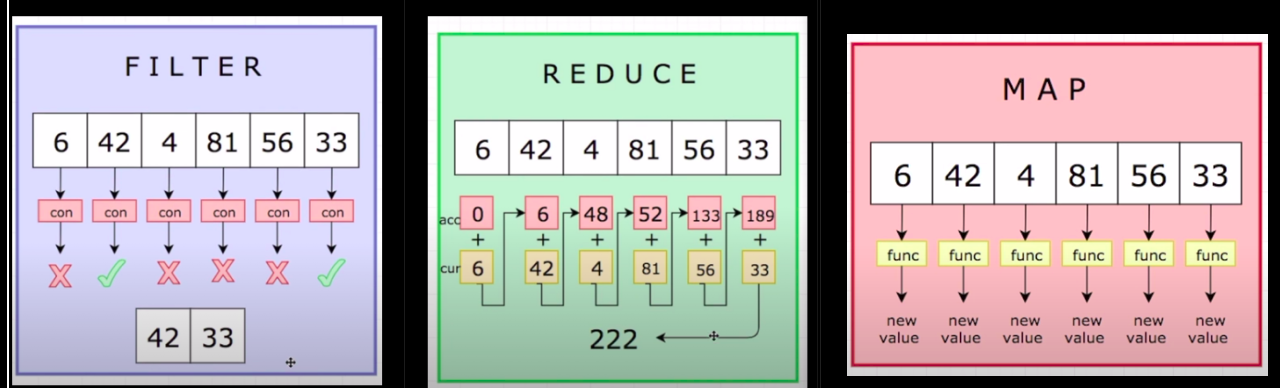 FILTER
6 42 4 81 56 33
con con con con con con
X X X X
42 33
REDUCE
6 42 4 81 56 33
acc 0 6 48 52 133 189
+ + + + + +
cur 6 42 4 81 56 33
222
MAP
6 42 4 81 56 33
func func func func func func
new new new new new new
value value value value value value